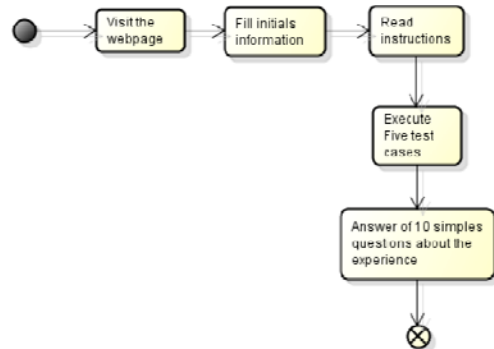 Visit the
webpage
Fill initials
information
Read
instructions
Execute
Five test
cases
Answer of 10 simples
questions about the
experience